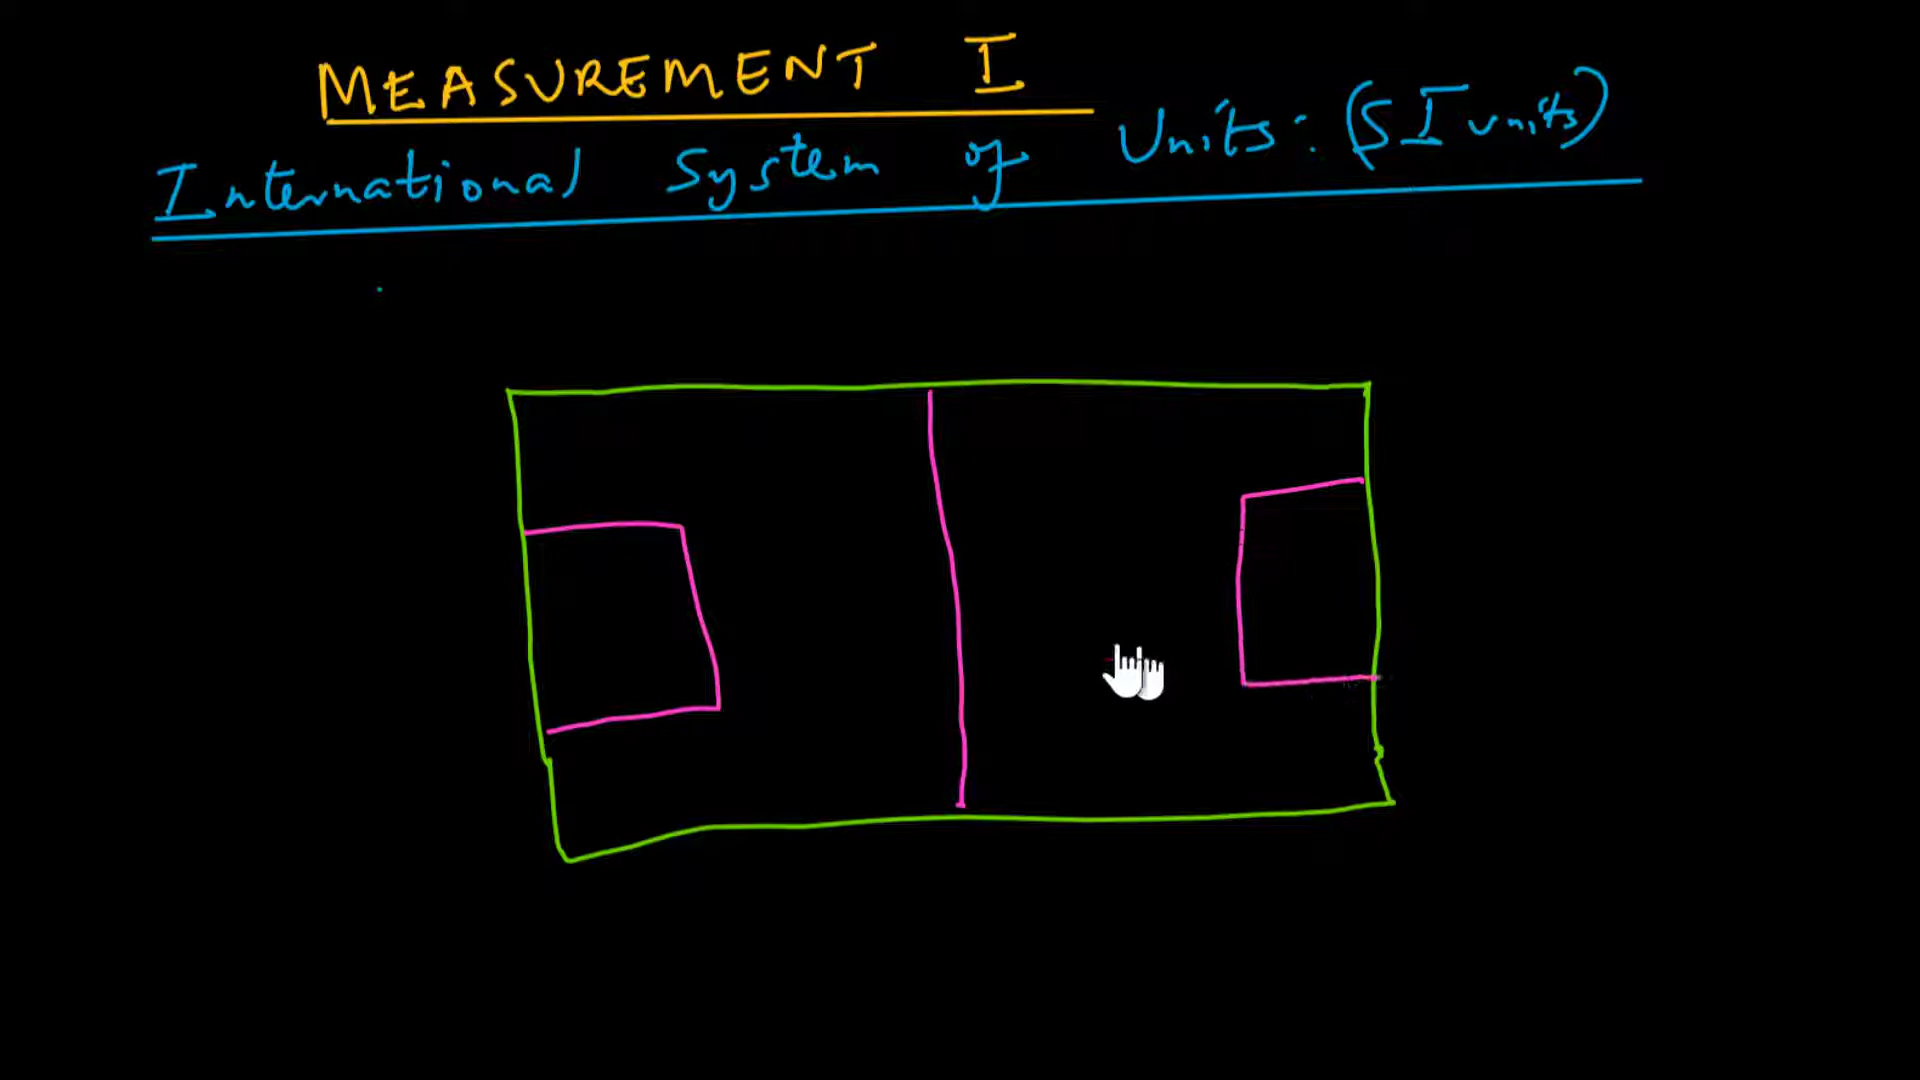 MEASUREMENT I
International System of Units: (SI units)